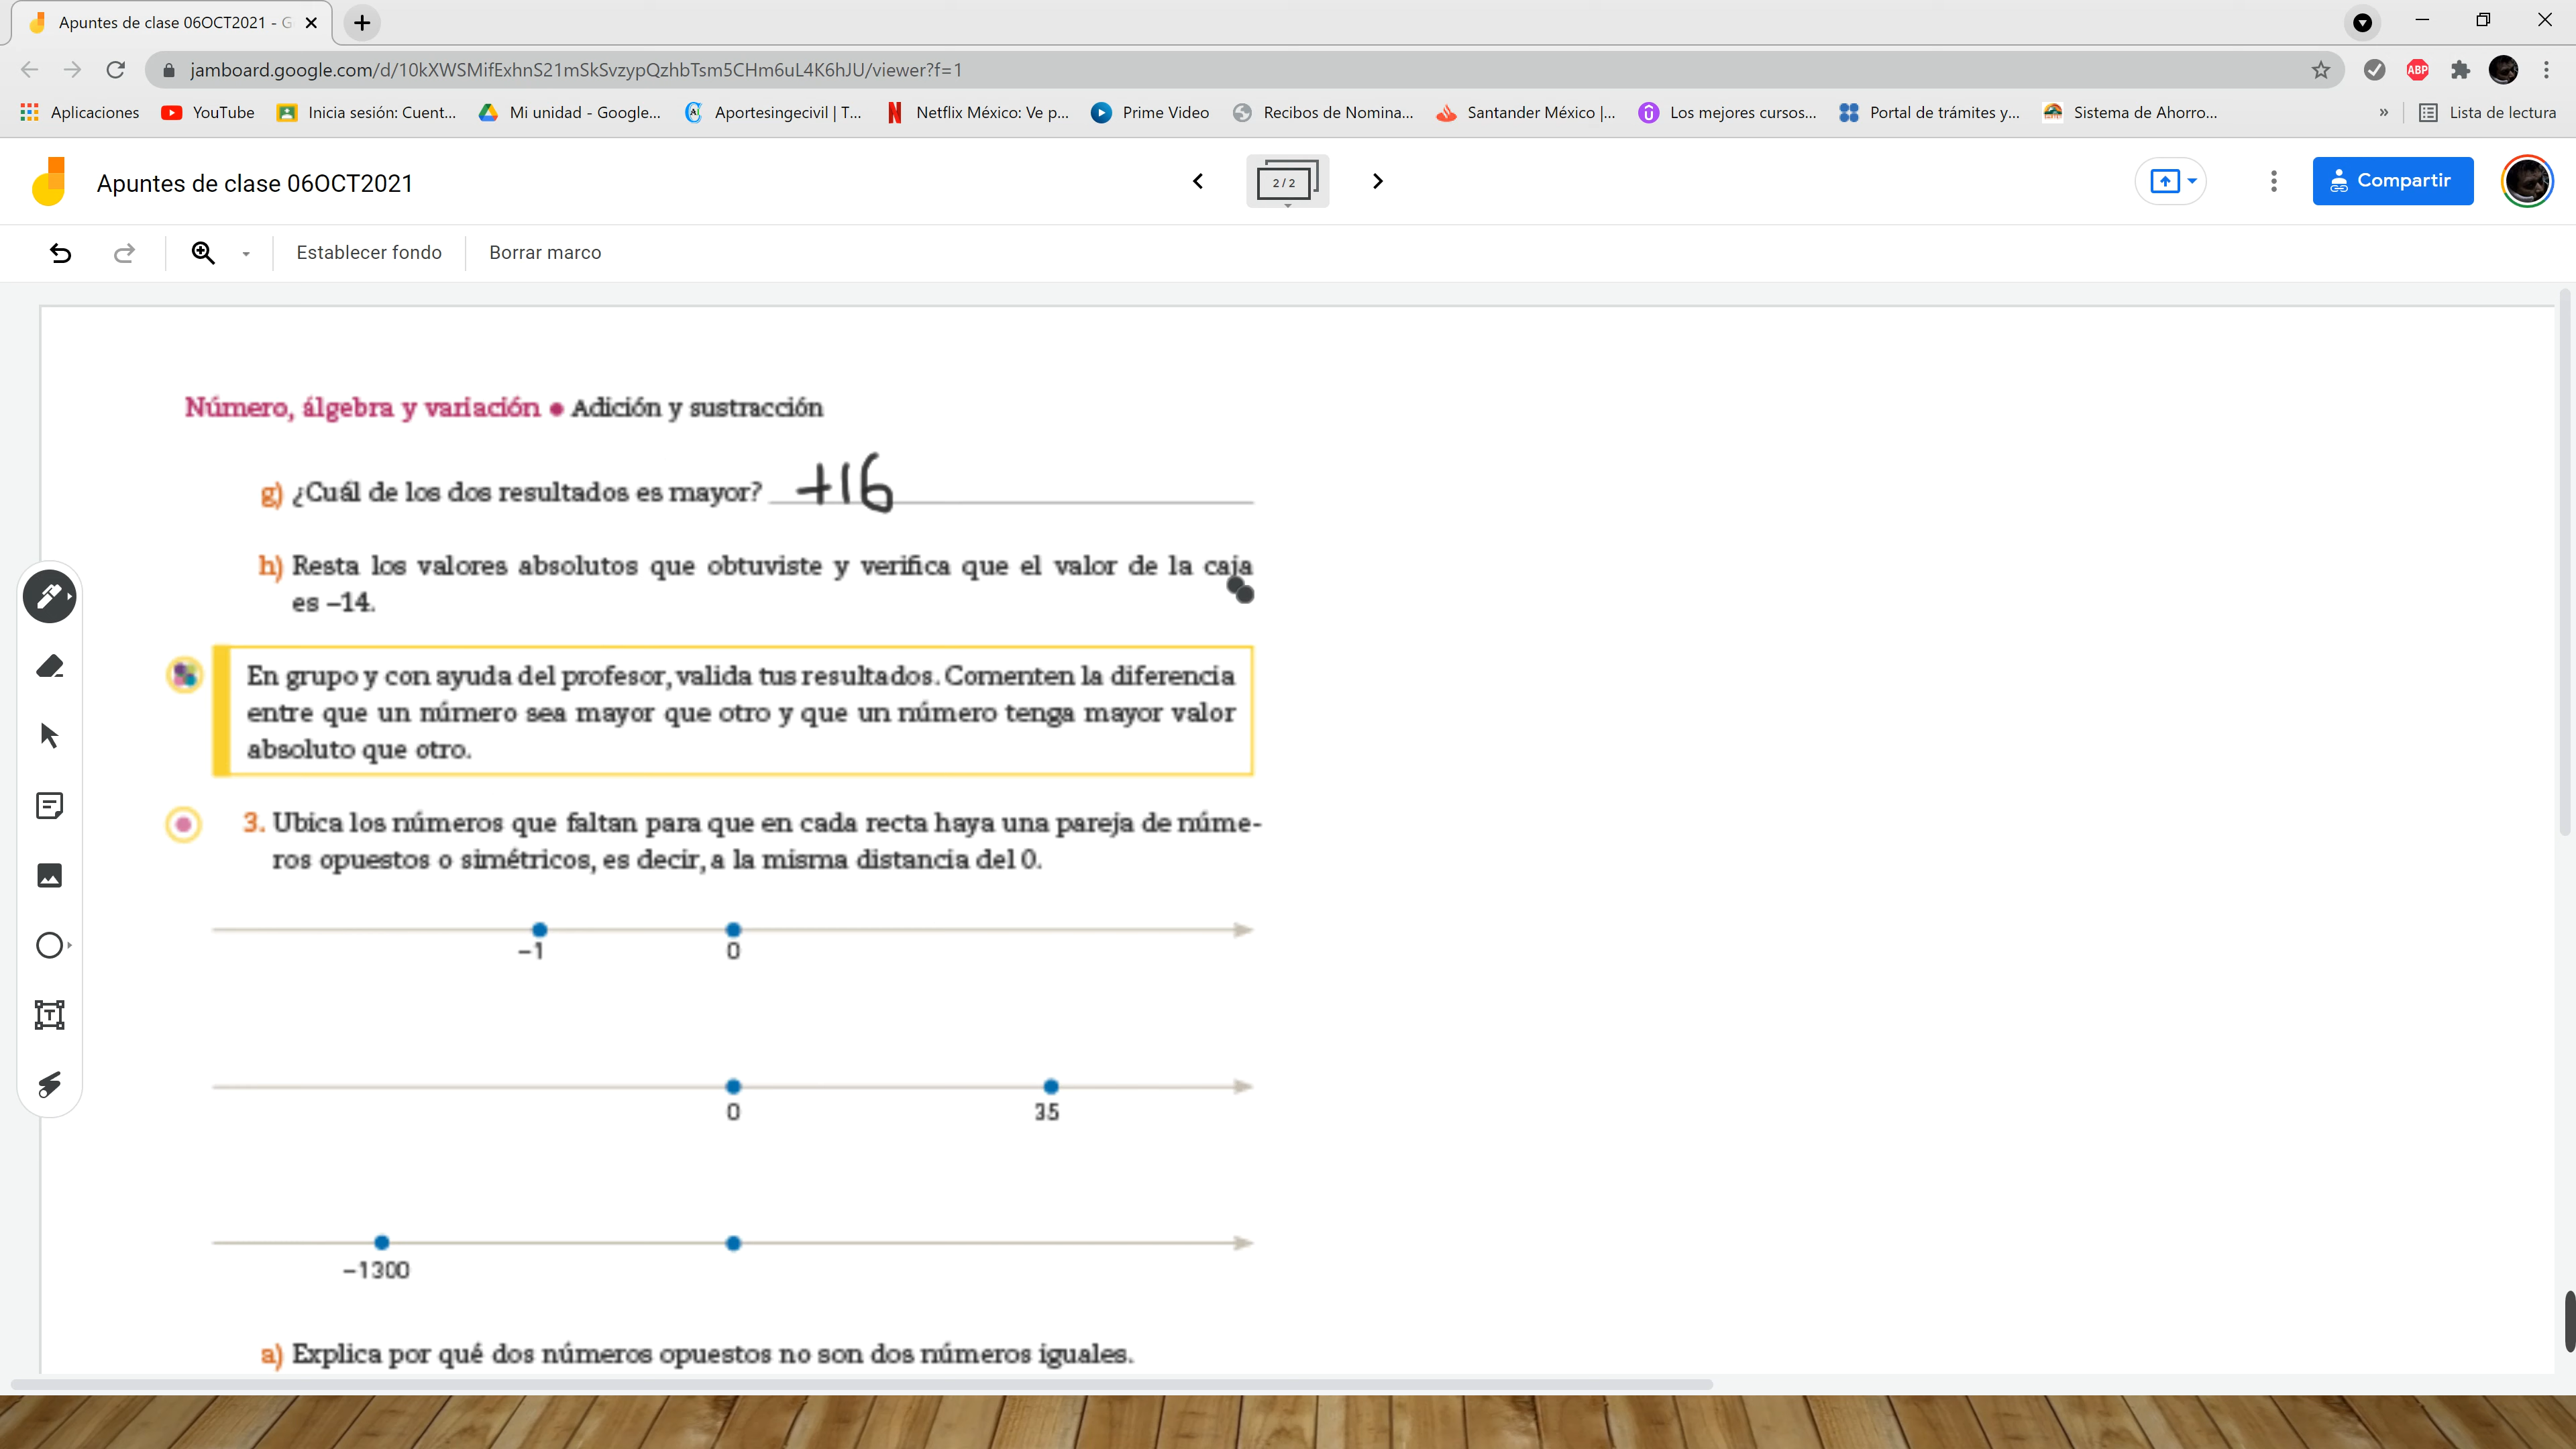 Apuntes de clase 06OCT2021 - G
jamboard.google.com/d/10kXWSMifExhnS21mSkSvzypQzhbTsm5CHm6uL4K6hJU/viewer?f=1
ABP
Aplicaciones
YouTube
Inicia sesión: Cuent...
Mi unidad - Google...
Aportesingecivil | T...
Netflix México: Ve p...
Prime Video
Recibos de Nomina...
Santander México |...
Los mejores cursos...
Portal de trámites y...
Sistema de Ahorro...
»
Lista de lectura
Apuntes de clase 06OCT2021
2 / 2
Compartir
Establecer fondo
Borrar marco
Número, álgebra y variación • Adición y sustracción
g) ¿Cuál de los dos resultados es mayor? +16
h) Resta los valores absolutos que obtuviste y verifica que el valor de la caja
es –14.
En grupo y con ayuda del profesor, valida tus resultados. Comenten la diferencia
entre que un número sea mayor que otro y que un número tenga mayor valor
absoluto que otro.
3. Ubica los números que faltan para que en cada recta haya una pareja de núme-
ros opuestos o simétricos, es decir, a la misma distancia del 0.
–1 0
0 35
–1300
a) Explica por qué dos números opuestos no son dos números iguales.